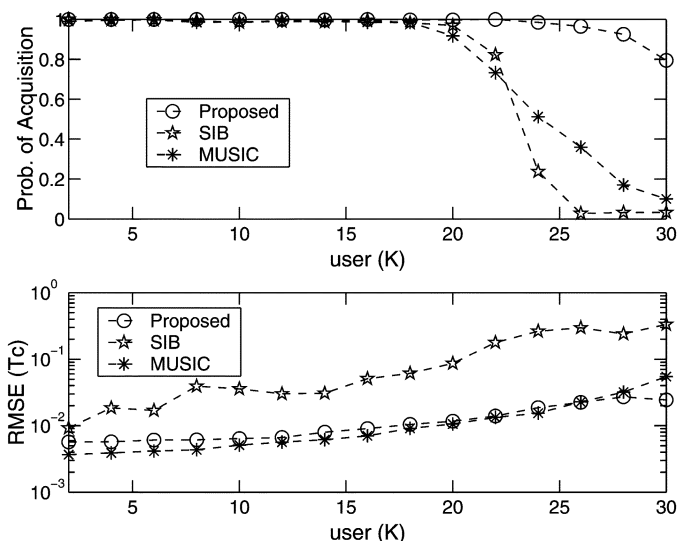 Prob. of Acquisition
1
0.8
0.6
0.4
0.2
0
Proposed
SIB
MUSIC
5 10 15 20 25 30
user (K)
RMSE (Tc)
10^0
10^-1
10^-2
10^-3
Proposed
SIB
MUSIC
5 10 15 20 25 30
user (K)